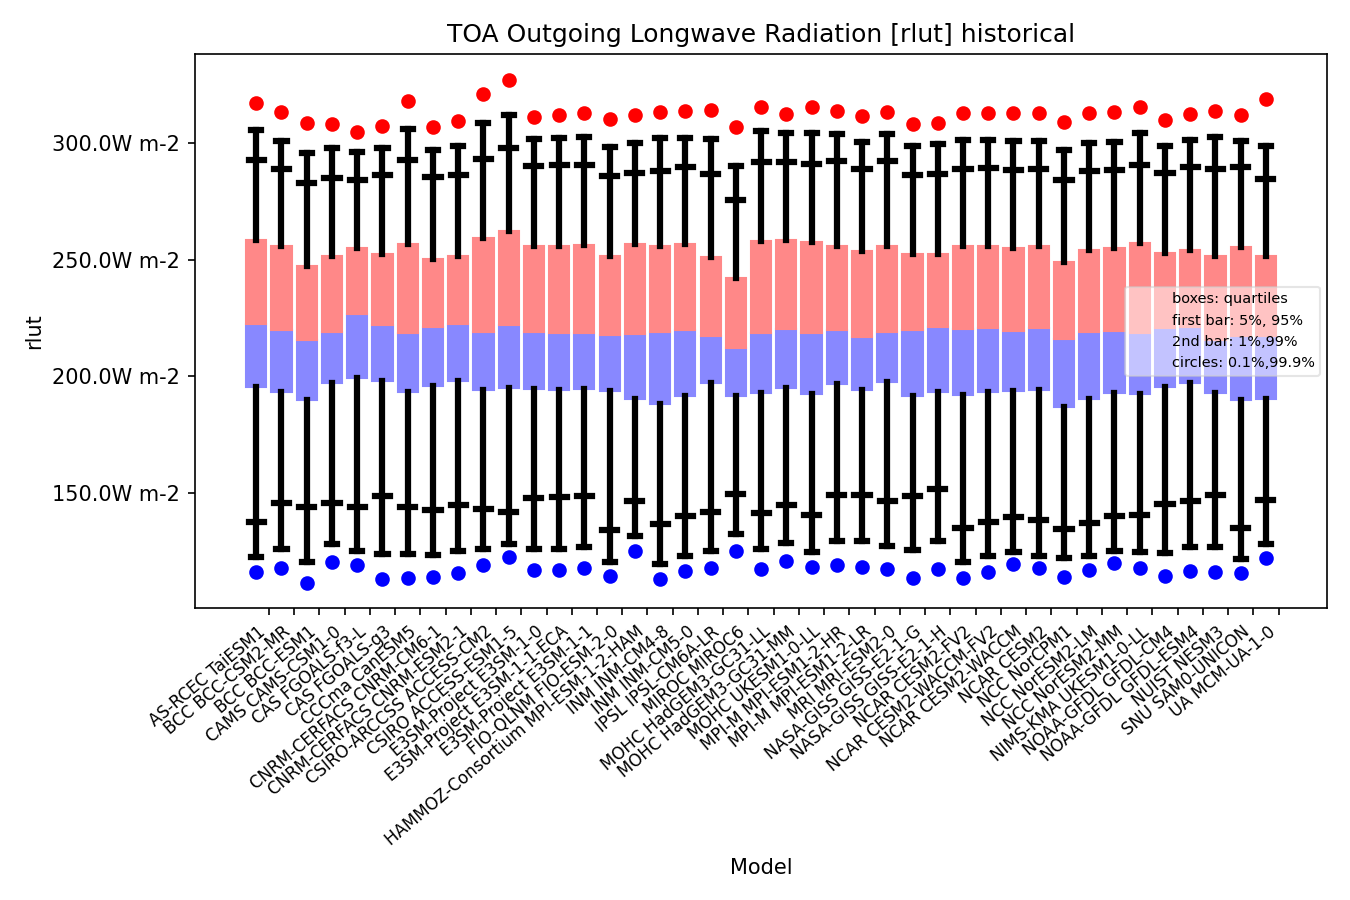 TOA Outgoing Longwave Radiation [rlut] historical
300.0W m-2
250.0W m-2
200.0W m-2
150.0W m-2
rlut
boxes: quartiles
first bar: 5%, 95%
2nd bar: 1%,99%
circles: 0.1%,99.9%
AS-RCEC TaiESM1
BCC BCC-CSM2-MR
BCC BCC-ESM1
CAMS CAMS-CSM1-0
CAS FGOALS-f3-L
CAS FGOALS-g3
CCCma CanESM5
CNRM-CERFACS CNRM-CM6-1
CNRM-CERFACS CNRM-ESM2-1
CSIRO-ARCCSS ACCESS-CM2
CSIRO ACCESS-ESM1-5
E3SM-Project E3SM-1-0
E3SM-Project E3SM-1-1-ECA
E3SM-Project E3SM-1-1
FIO-QLNM FIO-ESM-2-0
HAMMOZ-Consortium MPI-ESM-1-2-HAM
INM INM-CM4-8
INM INM-CM5-0
IPSL IPSL-CM6A-LR
MIROC MIROC6
MOHC HadGEM3-GC31-LL
MOHC HadGEM3-GC31-MM
MOHC UKESM1-0-LL
MPI-M MPI-ESM1-2-HR
MPI-M MPI-ESM1-2-LR
MRI MRI-ESM2-0
NASA-GISS GISS-E2-1-G
NASA-GISS GISS-E2-1-H
NCAR CESM2-FV2
NCAR CESM2-WACCM-FV2
NCAR CESM2-WACCM
NCAR CESM2
NCC NorCPM1
NCC NorESM2-LM
NCC NorESM2-MM
NIMS-KMA UKESM1-0-LL
NOAA-GFDL GFDL-CM4
NOAA-GFDL GFDL-ESM4
NUIST NESM3
SNU SAM0-UNICON
UA MCM-UA-1-0
Model